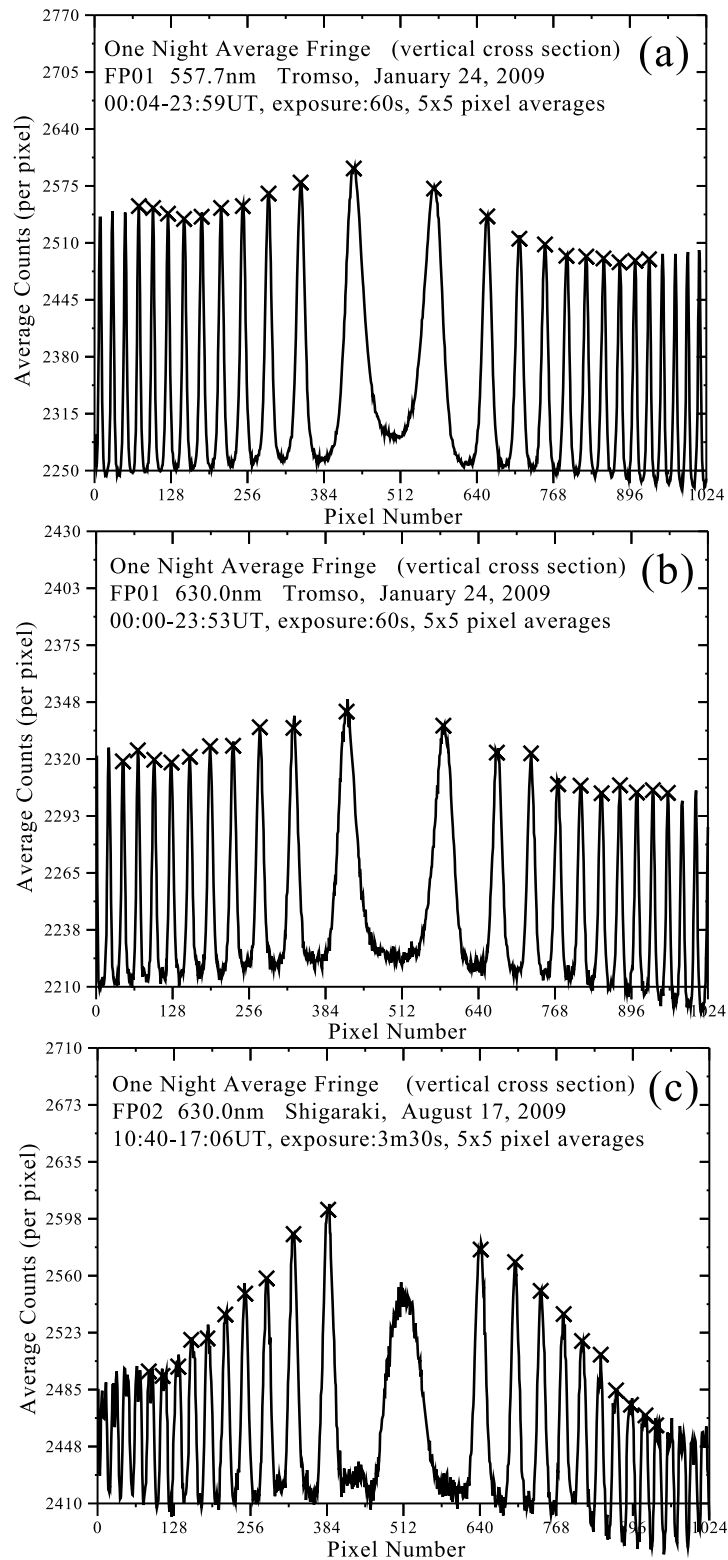 2770
One Night Average Fringe (vertical cross section) (a)
2705
FP01 557.7nm Tromso, January 24, 2009
00:04-23:59UT, exposure:60s, 5x5 pixel averages
2640
2575
2510
2445
2380
2315
2250
Average Counts (per pixel)
0 128 256 384 512 640 768 896 1024
Pixel Number
2430
One Night Average Fringe (vertical cross section) (b)
2403
FP01 630.0nm Tromso, January 24, 2009
00:00-23:53UT, exposure:60s, 5x5 pixel averages
2375
2348
2320
2293
2265
2238
2210
Average Counts (per pixel)
0 128 256 384 512 640 768 896 1024
Pixel Number
2710
One Night Average Fringe (vertical cross section) (c)
2673
FP02 630.0nm Shigaraki, August 17, 2009
10:40-17:06UT, exposure:3m30s, 5x5 pixel averages
2635
2598
2560
2523
2485
2448
2410
Average Counts (per pixel)
0 128 256 384 512 640 768 896 1024
Pixel Number